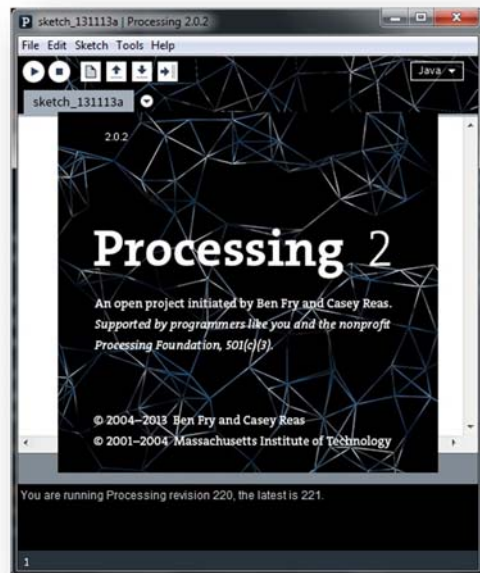 sketch_131113a | Processing 2.0.2
File Edit Sketch Tools Help
Java
sketch_131113a
2.0.2
Processing 2
An open project initiated by Ben Fry and Casey Reas.
Supported by programmers like you and the nonprofit
Processing Foundation, 501(c)(3).
© 2004–2013 Ben Fry and Casey Reas
© 2001–2004 Massachusetts Institute of Technology
You are running Processing revision 220, the latest is 221.
1